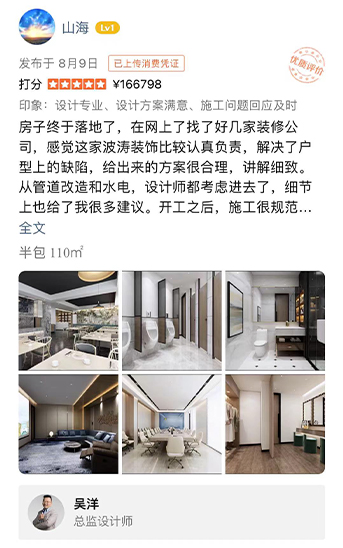 山海 Lv1
发布于 8月9日 已上传消费凭证
优质评价
打分 ¥166798
印象：设计专业、设计方案满意、施工问题回应及时
房子终于落地了，在网上了找了好几家装修公
司，感觉这家波涛装饰比较认真负责，解决了户
型上的缺陷，给出来的方案很合理，讲解细致。
从管道改造和水电，设计师都考虑进去了，细节
上也给了我很多建议。开工之后，施工很规范...
全文
半包 110㎡
吴洋
总监设计师